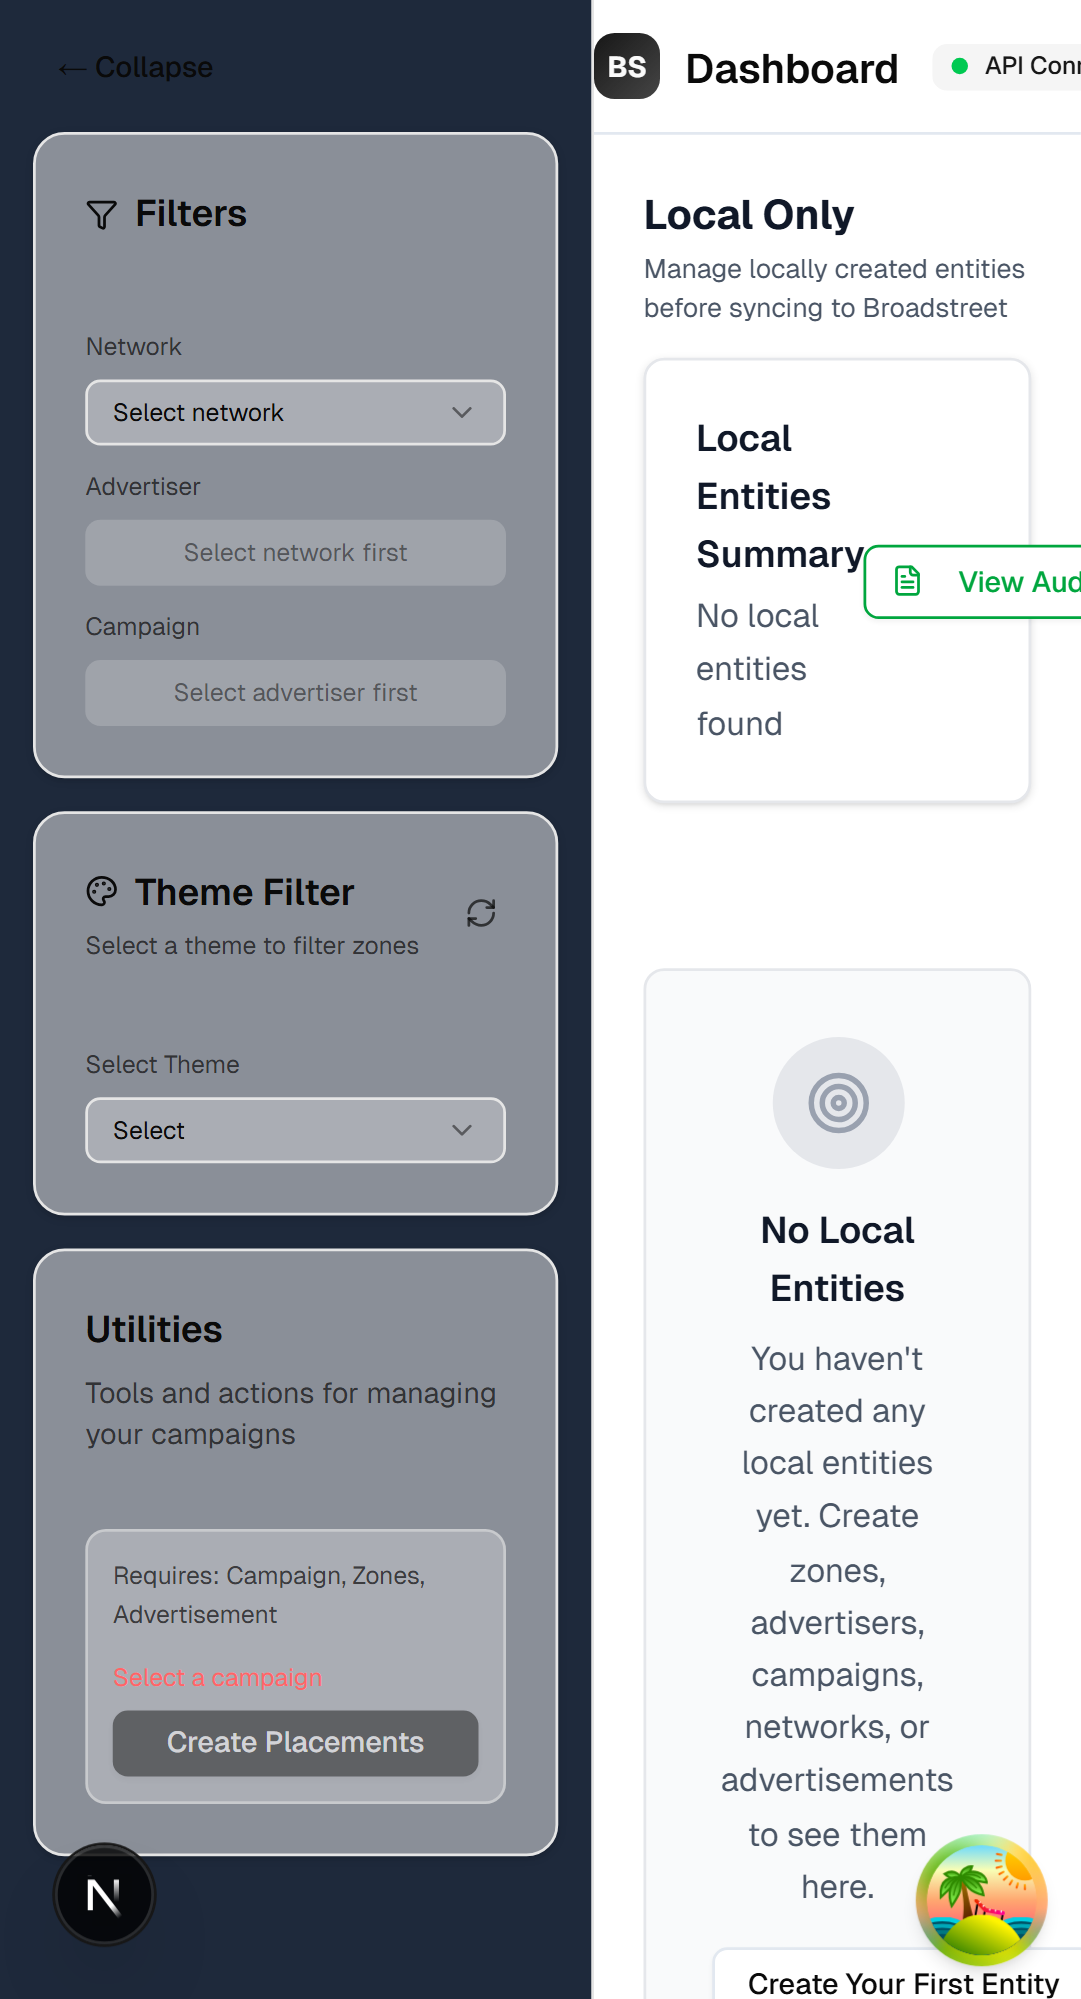 ← Collapse
Filters
Network
Select network
Advertiser
Select network first
Campaign
Select advertiser first
Theme Filter
Select a theme to filter zones
Select Theme
Select
Utilities
Tools and actions for managing
your campaigns
Requires: Campaign, Zones,
Advertisement
Select a campaign
Create Placements
N
BS
Dashboard
API Conn
Local Only
Manage locally created entities
before syncing to Broadstreet
Local
Entities
Summary
No local
entities
found
View Aud
No Local
Entities
You haven't
created any
local entities
yet. Create
zones,
advertisers,
campaigns,
networks, or
advertisements
to see them
here.
Create Your First Entity